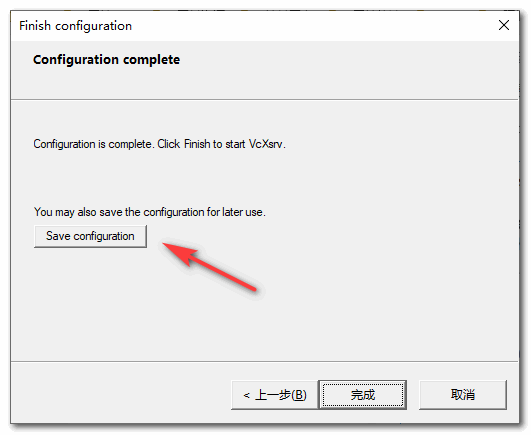 Finish configuration
Configuration complete
Configuration is complete. Click Finish to start VcXsrv.
You may also save the configuration for later use.
Save configuration
< 上一步(B)
完成
取消